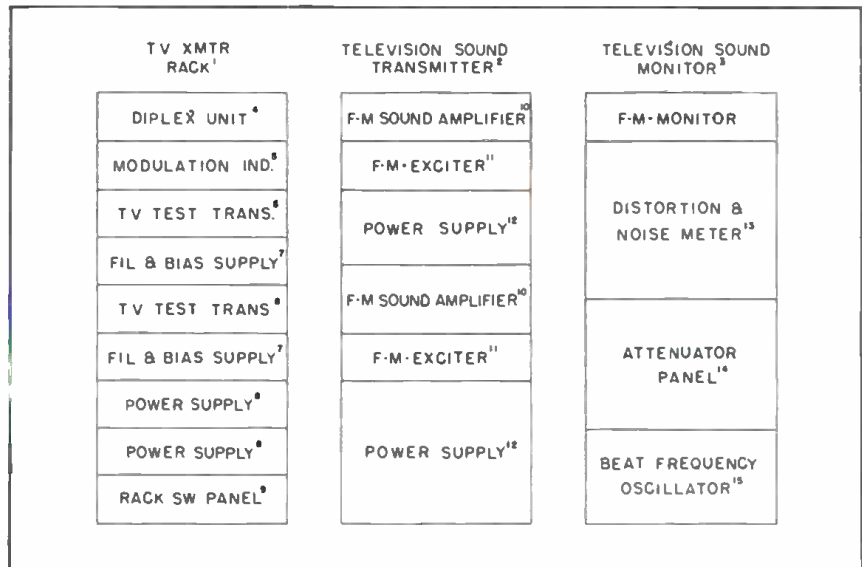 TV XMTR
RACK¹
DIPLEX UNIT⁴
MODULATION IND.⁵
TV TEST TRANS.⁶
FIL & BIAS SUPPLY⁷
TV TEST TRANS⁶
FIL & BIAS SUPPLY⁷
POWER SUPPLY⁸
POWER SUPPLY⁸
RACK SW PANEL⁹
TELEVISION SOUND
TRANSMITTER²
F-M SOUND AMPLIFIER¹⁰
F-M-EXCITER¹¹
POWER SUPPLY¹²
F-M SOUND AMPLIFIER¹⁰
F-M-EXCITER¹¹
POWER SUPPLY¹²
TELEVISION SOUND
MONITOR³
F-M-MONITOR
DISTORTION &
NOISE METER¹³
ATTENUATOR
PANEL¹⁴
BEAT FREQUENCY
OSCILLATOR¹⁵